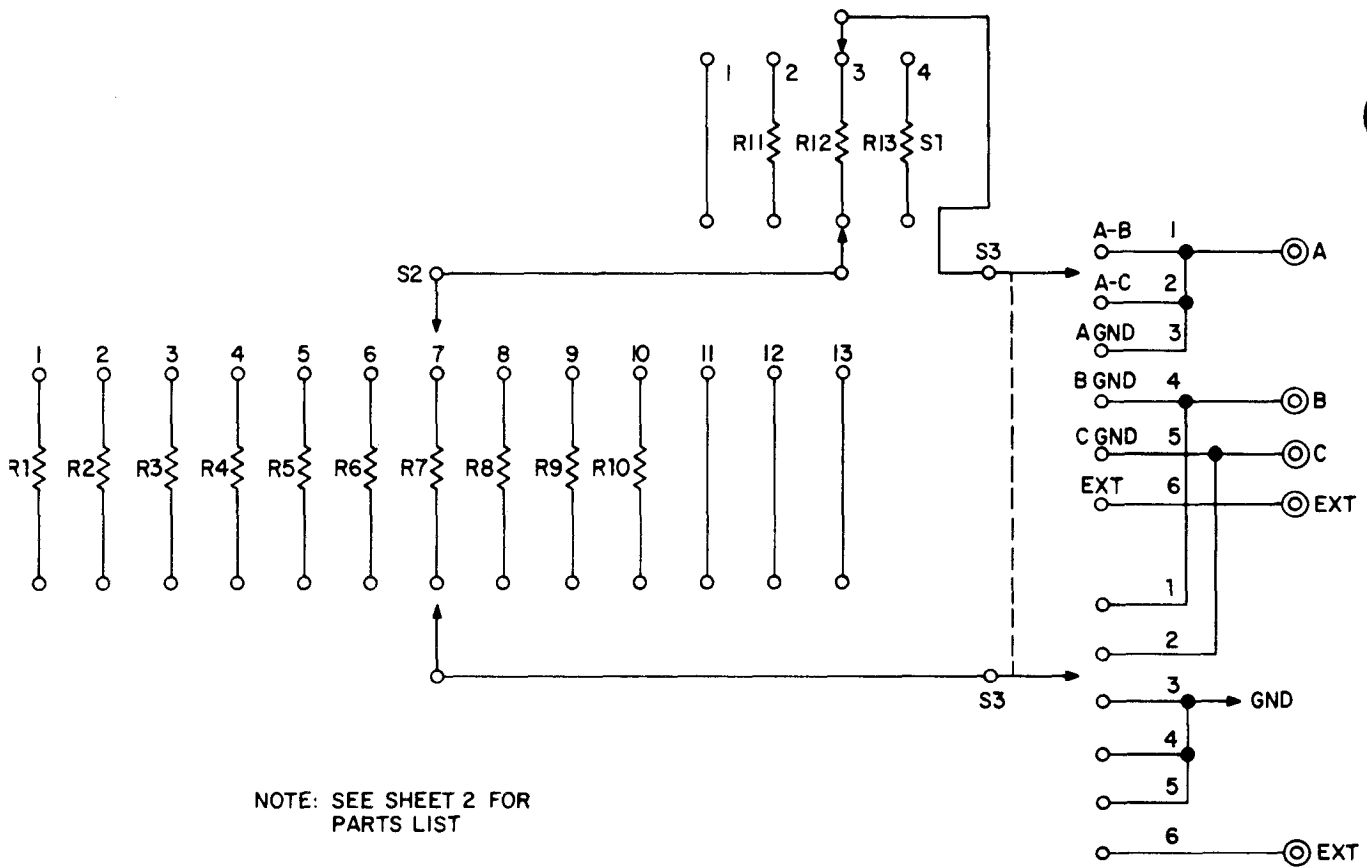 1 2 3 4
R11 R12 R13 S1
A-B 1 A
S2 S3
A-C 2
A GND 3
1 2 3 4 5 6 7 8 9 10 11 12 13
B GND 4 B
C GND 5 C
R1 R2 R3 R4 R5 R6 R7 R8 R9 R10
EXT 6 EXT
1
2
S3
3 GND
4
5
NOTE: SEE SHEET 2 FOR
PARTS LIST
6 EXT